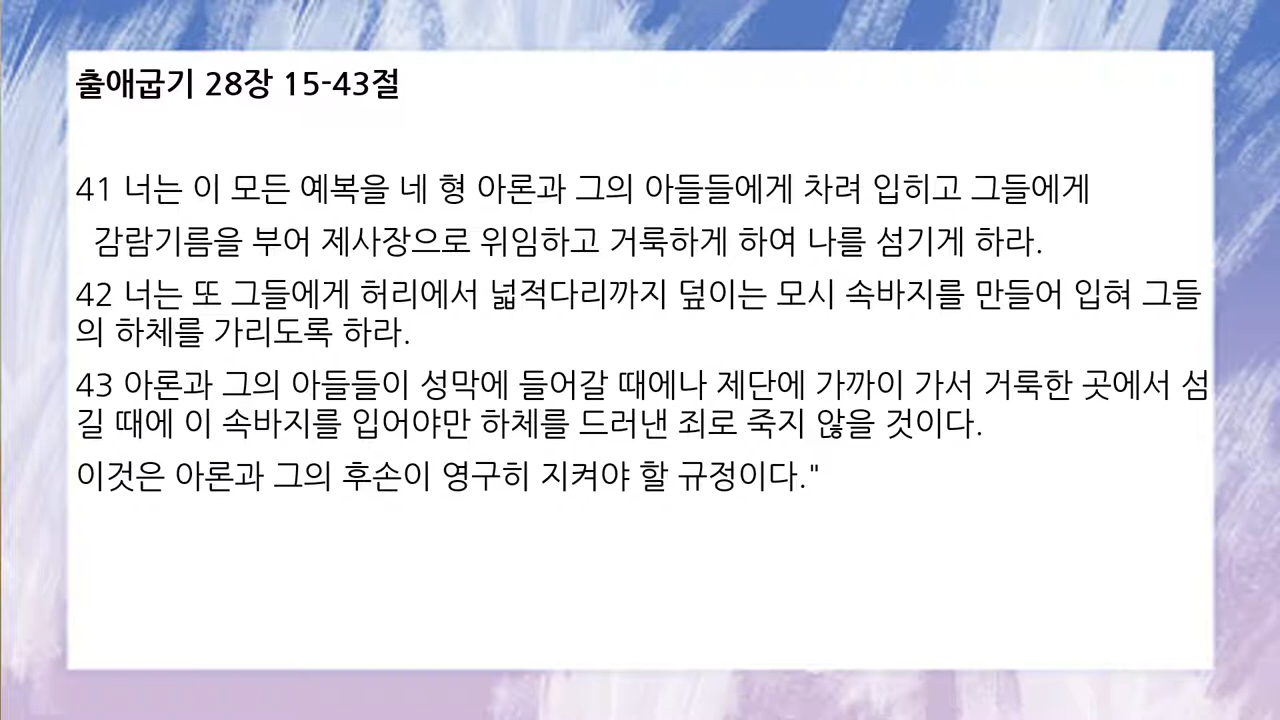 출애굽기 28장 15-43절
41 너는 이 모든 예복을 네 형 아론과 그의 아들들에게 차려 입히고 그들에게
감람기름을 부어 제사장으로 위임하고 거룩하게 하여 나를 섬기게 하라.
42 너는 또 그들에게 허리에서 넓적다리까지 덮이는 모시 속바지를 만들어 입혀 그들
의 하체를 가리도록 하라.
43 아론과 그의 아들들이 성막에 들어갈 때에나 제단에 가까이 가서 거룩한 곳에서 섬
길 때에 이 속바지를 입어야만 하체를 드러낸 죄로 죽지 않을 것이다.
이것은 아론과 그의 후손이 영구히 지켜야 할 규정이다."